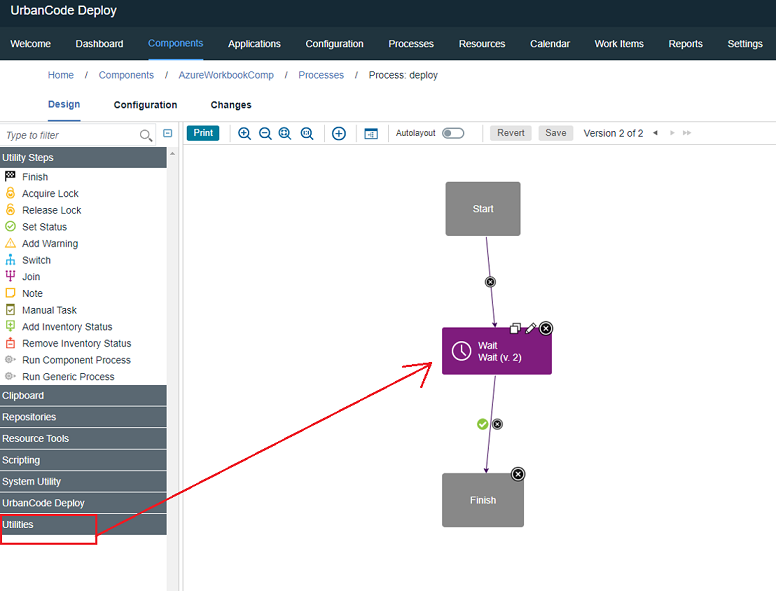 UrbanCode Deploy
Welcome Dashboard Components Applications Configuration Processes Resources Calendar Work Items Reports Settings
Home / Components / AzureWorkbookComp / Processes / Process: deploy
Design Configuration Changes
Type to filter
Print Autolayout Revert Save Version 2 of 2
Utility Steps
Finish
Acquire Lock
Release Lock
Set Status
Add Warning
Switch
Join
Note
Manual Task
Add Inventory Status
Remove Inventory Status
Run Component Process
Run Generic Process
Clipboard
Repositories
Resource Tools
Scripting
System Utility
UrbanCode Deploy
Utilities
Start
Wait
Wait (v. 2)
Finish